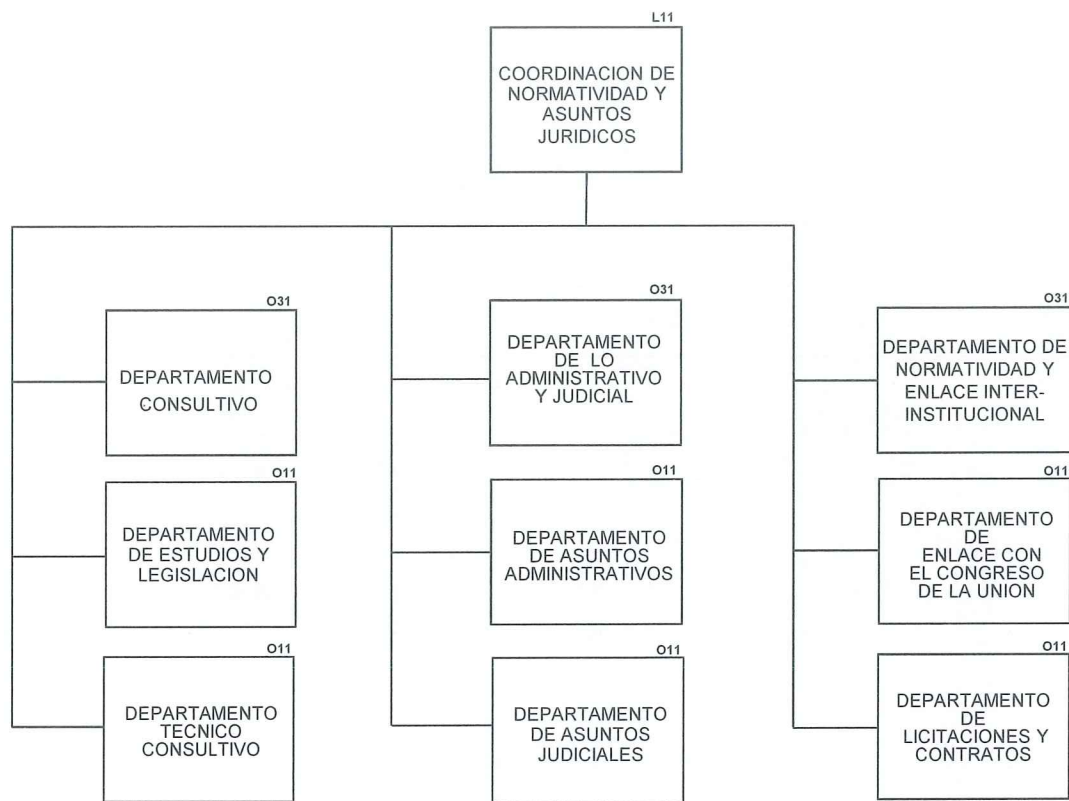 L11
COORDINACION DE
NORMATIVIDAD Y
ASUNTOS
JURIDICOS
O31
DEPARTAMENTO
CONSULTIVO
O31
DEPARTAMENTO
DE LO
ADMINISTRATIVO
Y JUDICIAL
O31
DEPARTAMENTO DE
NORMATIVIDAD Y
ENLACE INTER-
INSTITUCIONAL
O11
DEPARTAMENTO
DE ESTUDIOS Y
LEGISLACION
O11
DEPARTAMENTO
DE ASUNTOS
ADMINISTRATIVOS
O11
DEPARTAMENTO
DE
ENLACE CON
EL CONGRESO
DE LA UNION
O11
DEPARTAMENTO
TECNICO
CONSULTIVO
O11
DEPARTAMENTO
DE ASUNTOS
JUDICIALES
O11
DEPARTAMENTO
DE
LICITACIONES Y
CONTRATOS